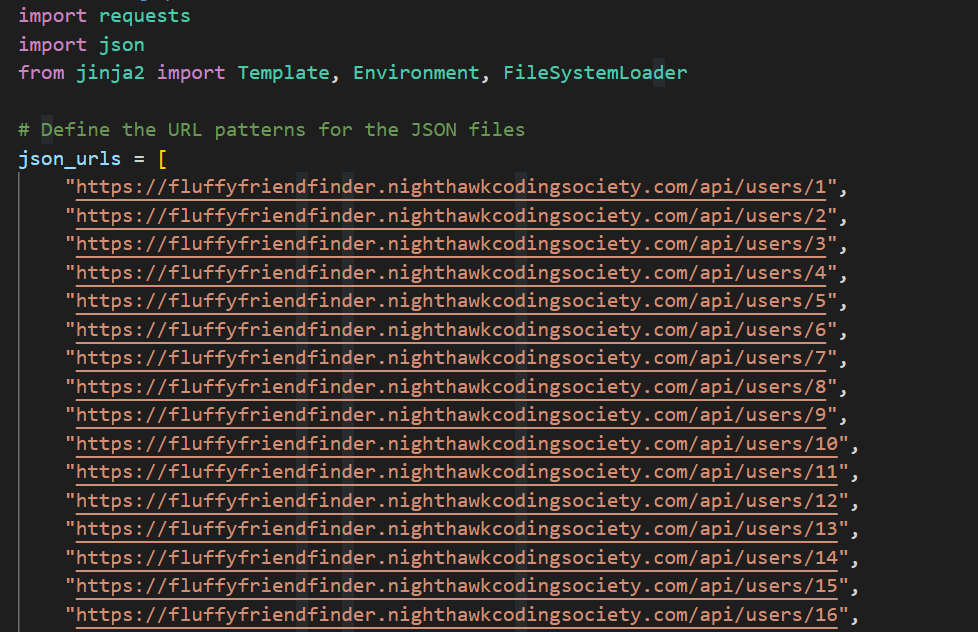 import requests
import json
from jinja2 import Template, Environment, FileSystemLoader
# Define the URL patterns for the JSON files
json_urls = [
"https://fluffyfriendfinder.nighthawkcodingsociety.com/api/users/1",
"https://fluffyfriendfinder.nighthawkcodingsociety.com/api/users/2",
"https://fluffyfriendfinder.nighthawkcodingsociety.com/api/users/3",
"https://fluffyfriendfinder.nighthawkcodingsociety.com/api/users/4",
"https://fluffyfriendfinder.nighthawkcodingsociety.com/api/users/5",
"https://fluffyfriendfinder.nighthawkcodingsociety.com/api/users/6",
"https://fluffyfriendfinder.nighthawkcodingsociety.com/api/users/7",
"https://fluffyfriendfinder.nighthawkcodingsociety.com/api/users/8",
"https://fluffyfriendfinder.nighthawkcodingsociety.com/api/users/9",
"https://fluffyfriendfinder.nighthawkcodingsociety.com/api/users/10",
"https://fluffyfriendfinder.nighthawkcodingsociety.com/api/users/11",
"https://fluffyfriendfinder.nighthawkcodingsociety.com/api/users/12",
"https://fluffyfriendfinder.nighthawkcodingsociety.com/api/users/13",
"https://fluffyfriendfinder.nighthawkcodingsociety.com/api/users/14",
"https://fluffyfriendfinder.nighthawkcodingsociety.com/api/users/15",
"https://fluffyfriendfinder.nighthawkcodingsociety.com/api/users/16",